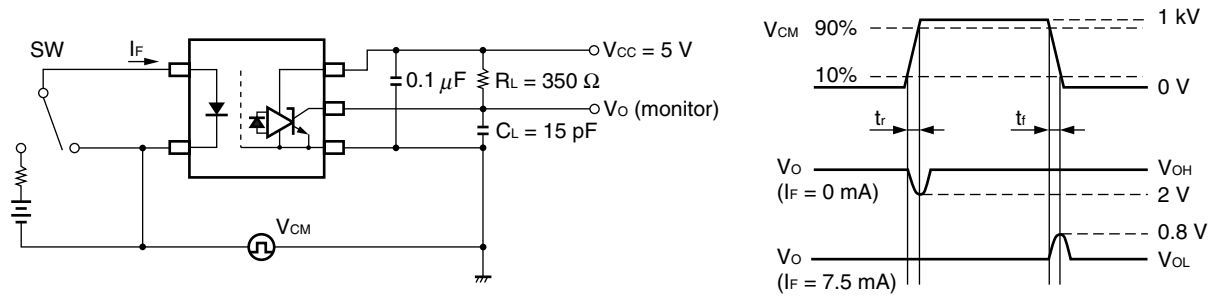 SW
IF
VCC = 5 V
0.1 μF
RL = 350 Ω
VO (monitor)
CL = 15 pF
VCM
VCM 90%
10%
1 kV
0 V
tr
tf
VO
(IF = 0 mA)
VOH
2 V
0.8 V
VO
(IF = 7.5 mA)
VOL